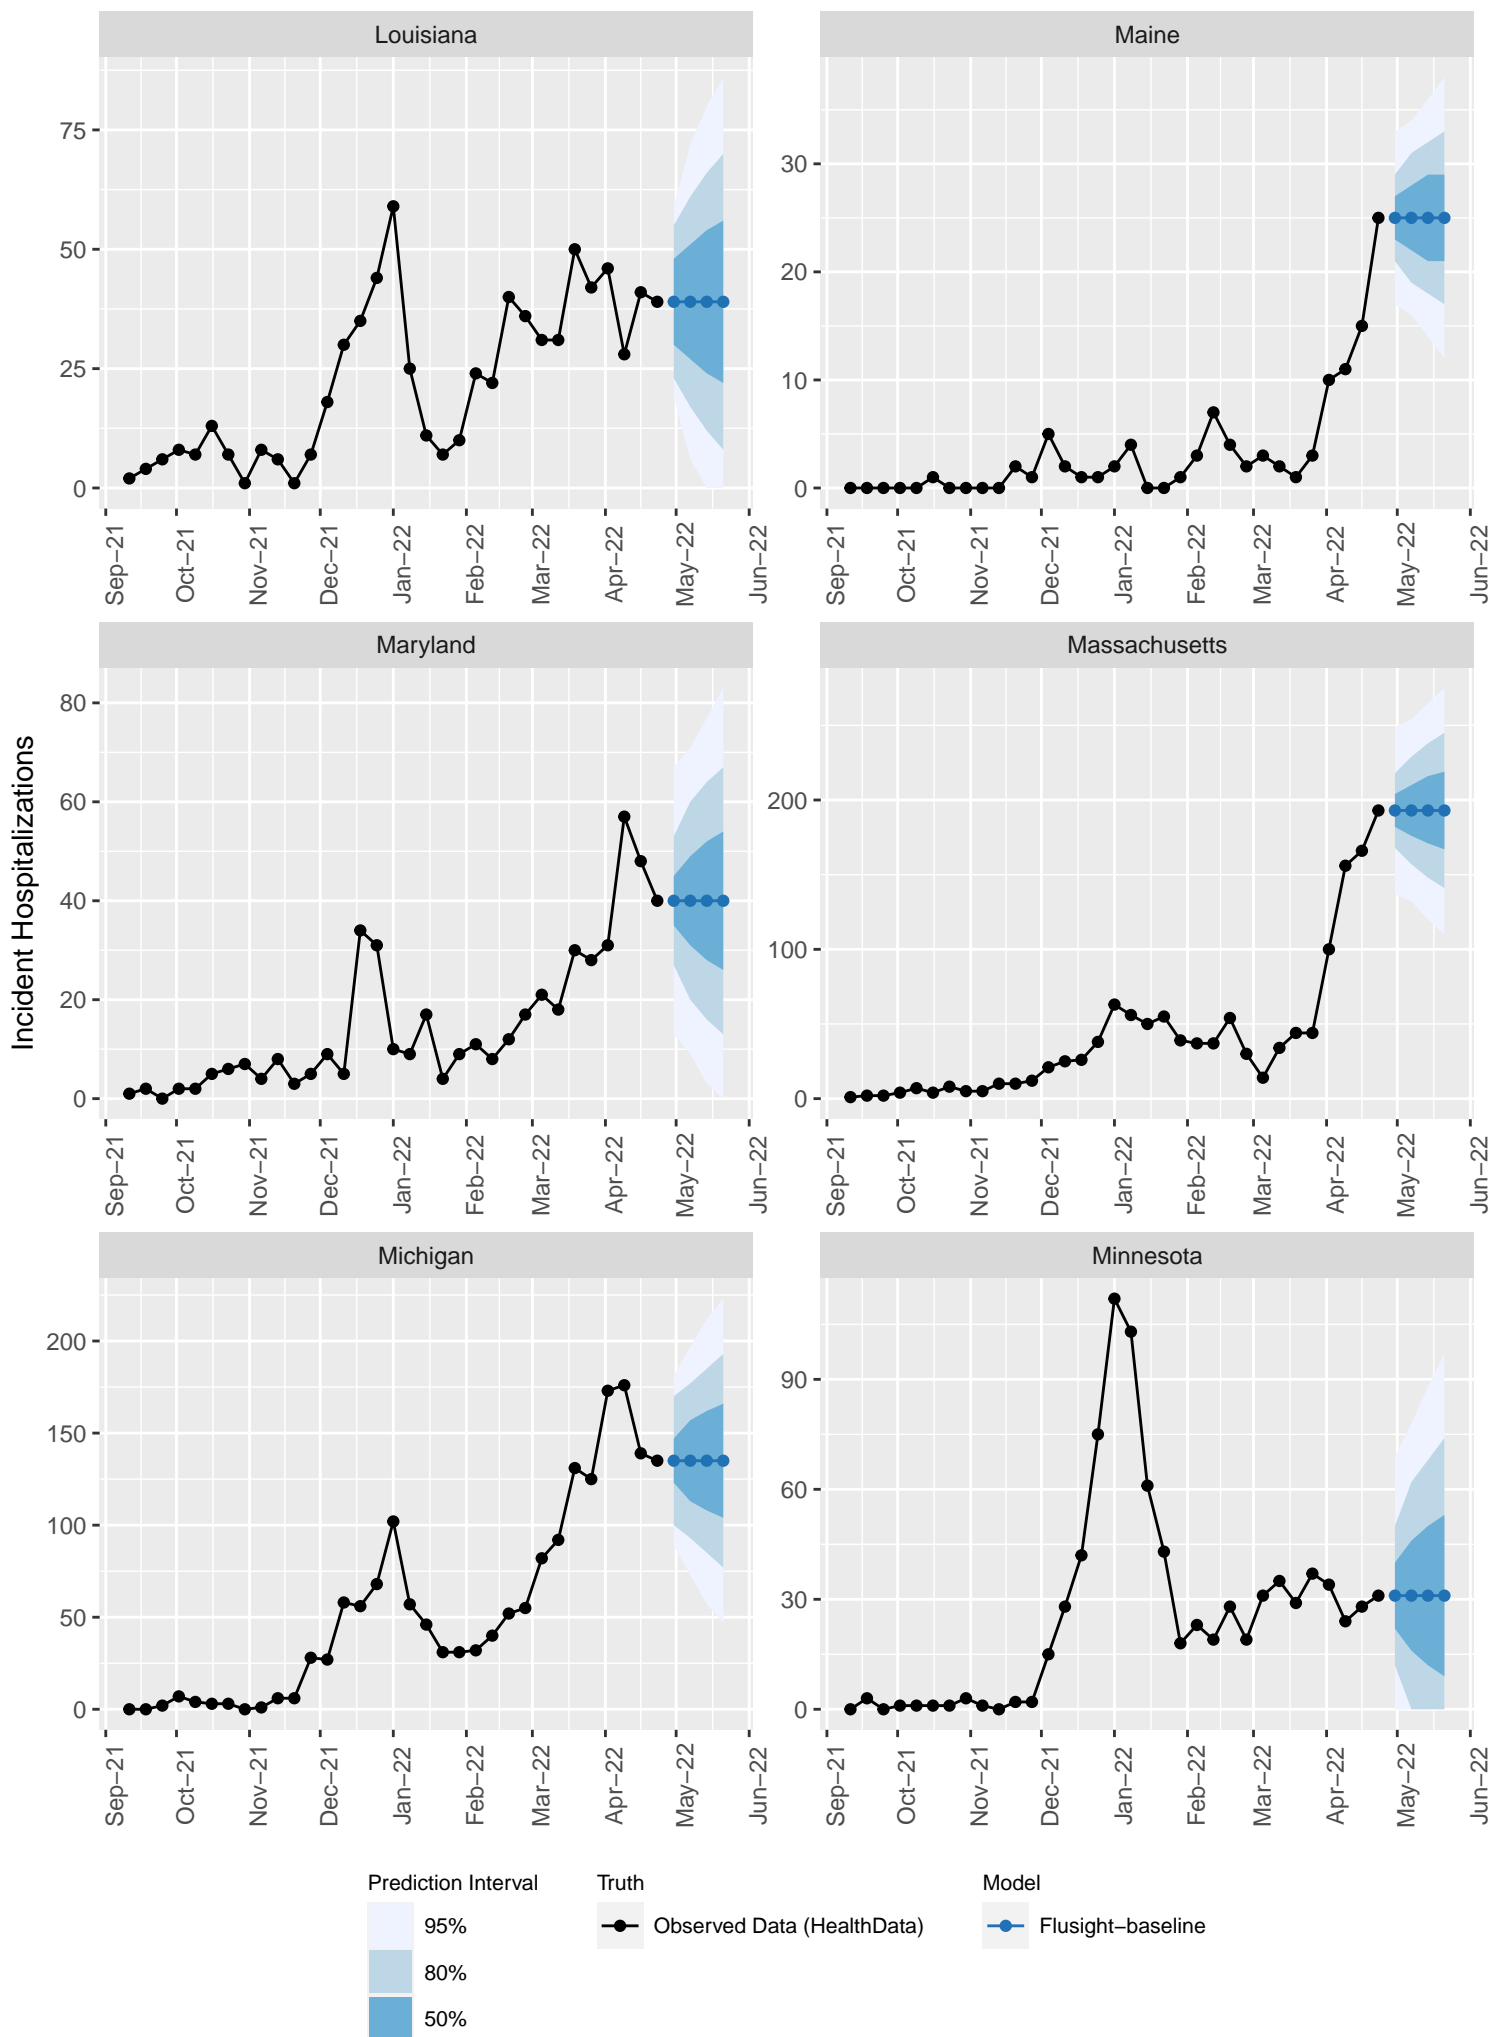 Louisiana
Maine
75
50
25
0
30
20
10
0
Sep−21
Oct−21
Nov−21
Dec−21
Jan−22
Feb−22
Mar−22
Apr−22
May−22
Jun−22
Sep−21
Oct−21
Nov−21
Dec−21
Jan−22
Feb−22
Mar−22
Apr−22
May−22
Jun−22
Incident Hospitalizations
Maryland
Massachusetts
80
60
40
20
0
200
100
0
Sep−21
Oct−21
Nov−21
Dec−21
Jan−22
Feb−22
Mar−22
Apr−22
May−22
Jun−22
Sep−21
Oct−21
Nov−21
Dec−21
Jan−22
Feb−22
Mar−22
Apr−22
May−22
Jun−22
Michigan
Minnesota
200
150
100
50
0
90
60
30
0
Sep−21
Oct−21
Nov−21
Dec−21
Jan−22
Feb−22
Mar−22
Apr−22
May−22
Jun−22
Sep−21
Oct−21
Nov−21
Dec−21
Jan−22
Feb−22
Mar−22
Apr−22
May−22
Jun−22
Prediction Interval
95%
80%
50%
Truth
Observed Data (HealthData)
Model
Flusight−baseline